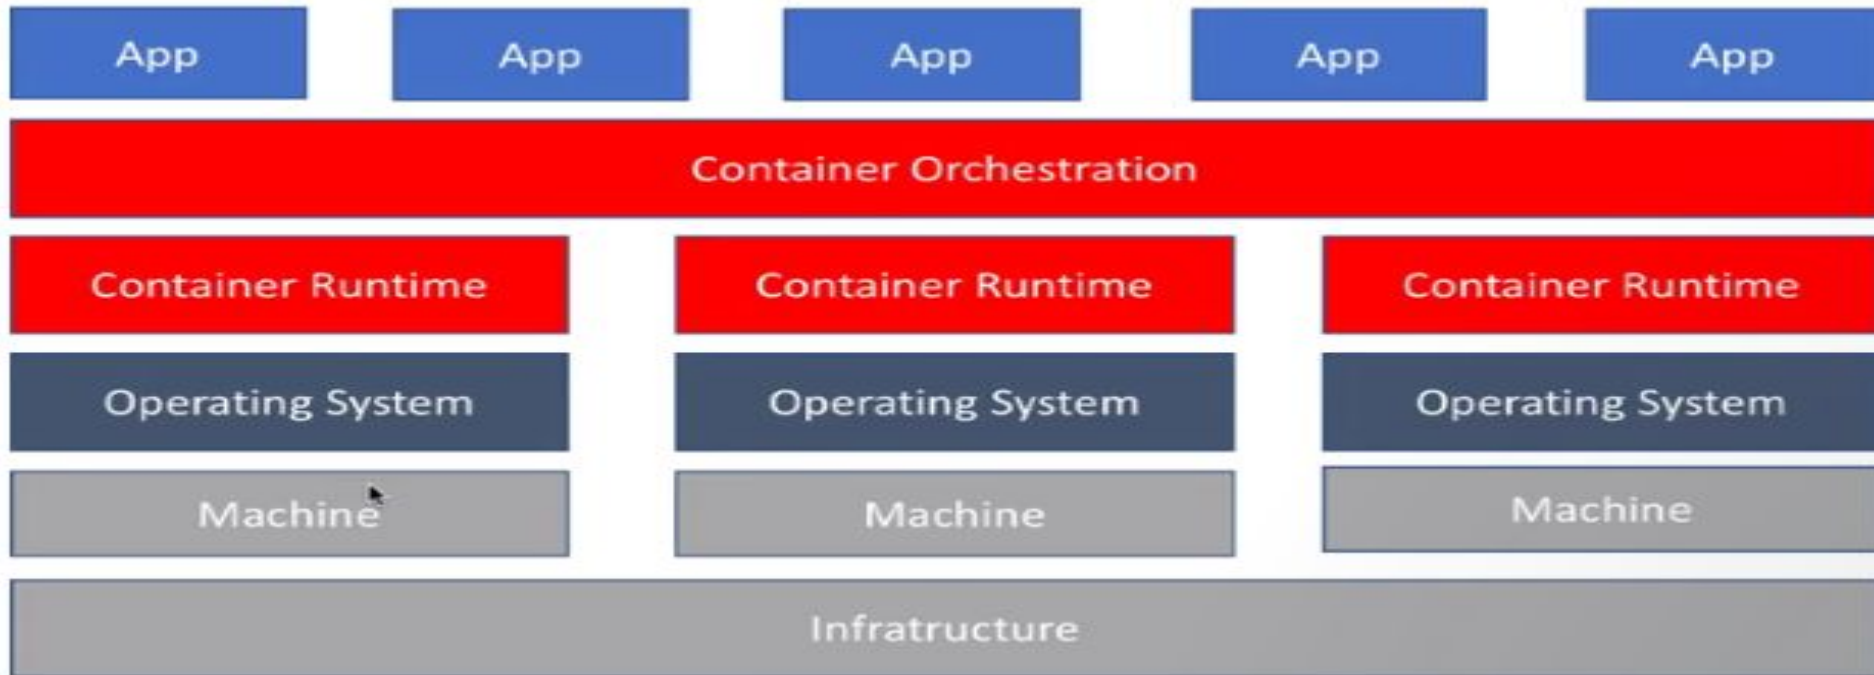 App App App App App
Container Orchestration
Container Runtime Container Runtime Container Runtime
Operating System Operating System Operating System
Machine Machine Machine
Infratructure